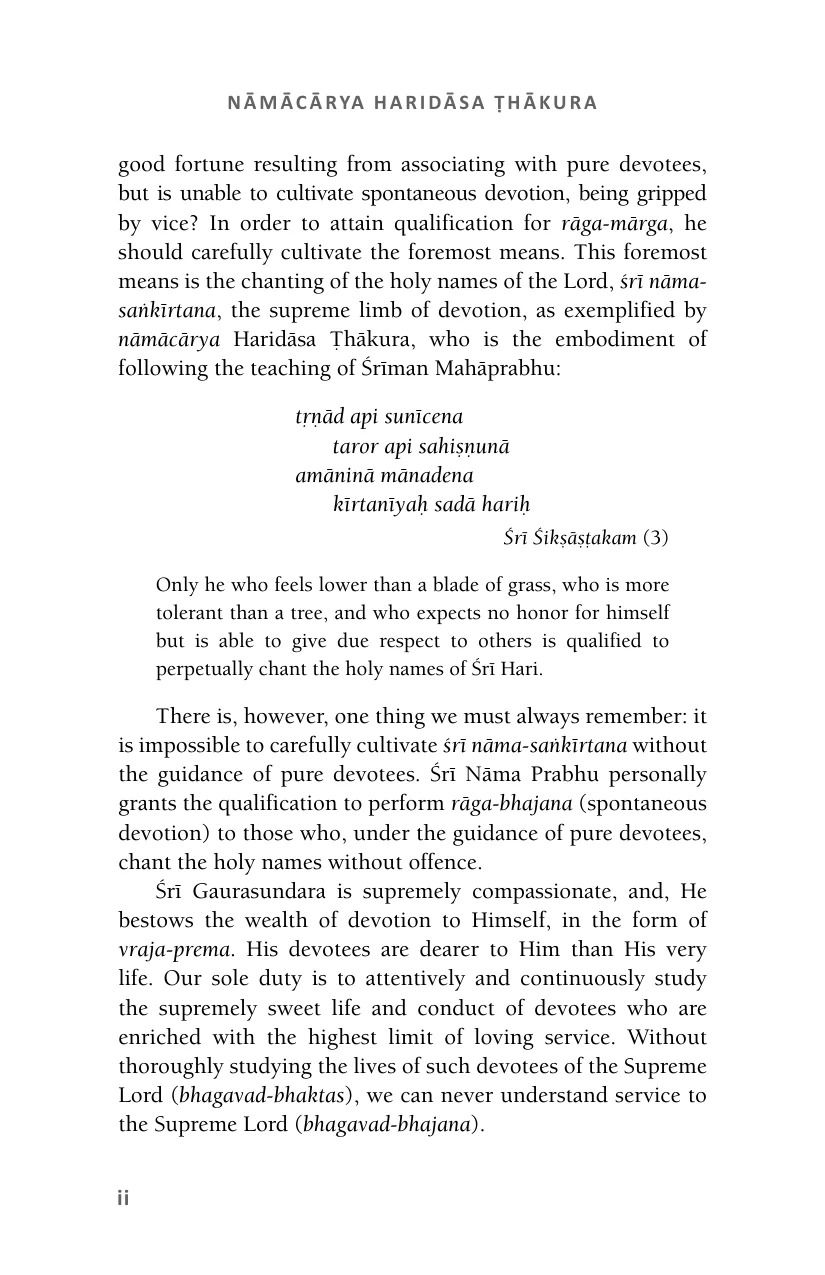 NĀMĀCĀRYA HARIDĀSA ṬHĀKURA
good fortune resulting from associating with pure devotees,
but is unable to cultivate spontaneous devotion, being gripped
by vice? In order to attain qualification for rāga-mārga, he
should carefully cultivate the foremost means. This foremost
means is the chanting of the holy names of the Lord, śrī nāma-
saṅkīrtana, the supreme limb of devotion, as exemplified by
nāmācārya Haridāsa Ṭhākura, who is the embodiment of
following the teaching of Śrīman Mahāprabhu:
tṛṇād api sunīcena
taror api sahiṣṇunā
amāninā mānadena
kīrtanīyaḥ sadā hariḥ
Śrī Śikṣāṣṭakam (3)
Only he who feels lower than a blade of grass, who is more
tolerant than a tree, and who expects no honor for himself
but is able to give due respect to others is qualified to
perpetually chant the holy names of Śrī Hari.
There is, however, one thing we must always remember: it
is impossible to carefully cultivate śrī nāma-saṅkīrtana without
the guidance of pure devotees. Śrī Nāma Prabhu personally
grants the qualification to perform rāga-bhajana (spontaneous
devotion) to those who, under the guidance of pure devotees,
chant the holy names without offence.
Śrī Gaurasundara is supremely compassionate, and, He
bestows the wealth of devotion to Himself, in the form of
vraja-prema. His devotees are dearer to Him than His very
life. Our sole duty is to attentively and continuously study
the supremely sweet life and conduct of devotees who are
enriched with the highest limit of loving service. Without
thoroughly studying the lives of such devotees of the Supreme
Lord (bhagavad-bhaktas), we can never understand service to
the Supreme Lord (bhagavad-bhajana).
ii